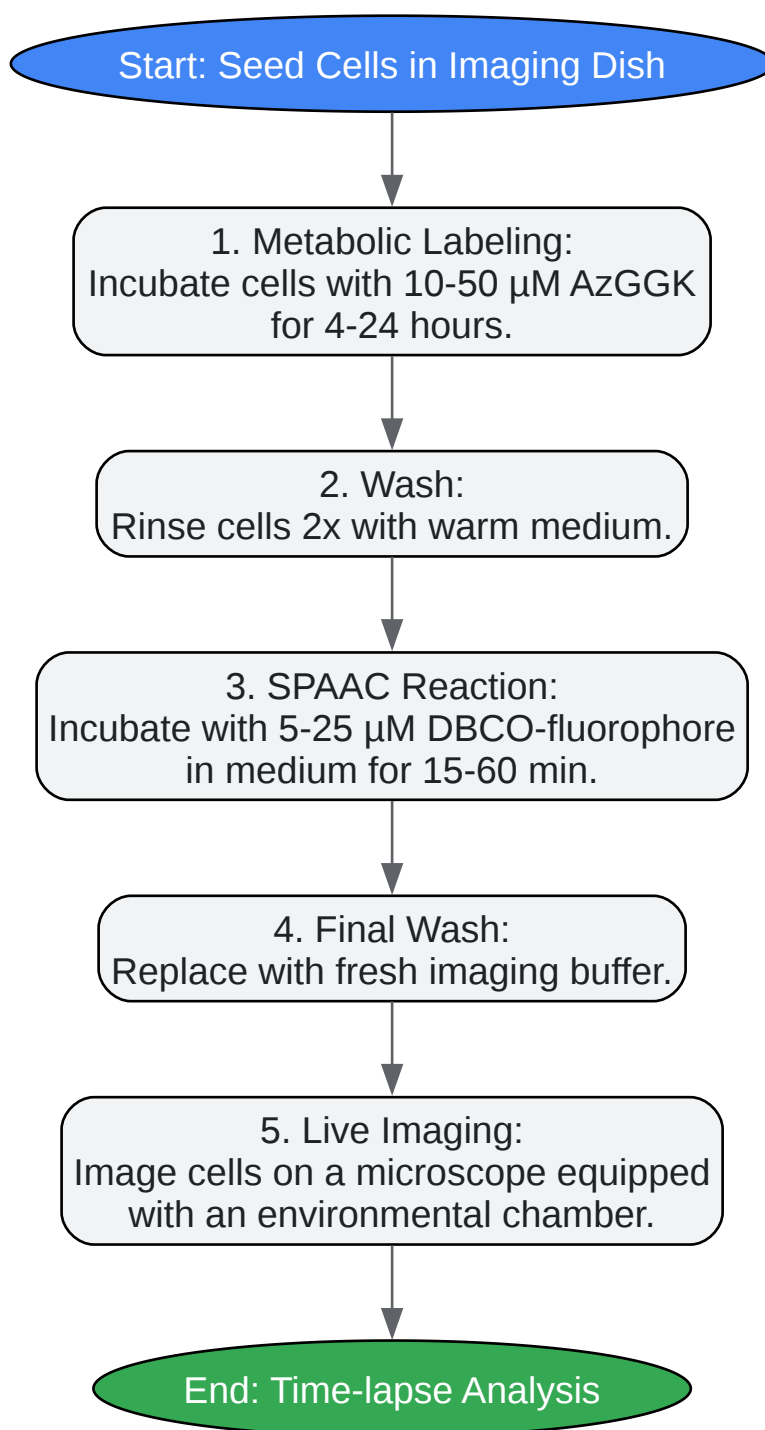 Start: Seed Cells in Imaging Dish
1. Metabolic Labeling:
Incubate cells with 10-50 µM AzGGK
for 4-24 hours.
2. Wash:
Rinse cells 2x with warm medium.
3. SPAAC Reaction:
Incubate with 5-25 µM DBCO-fluorophore
in medium for 15-60 min.
4. Final Wash:
Replace with fresh imaging buffer.
5. Live Imaging:
Image cells on a microscope equipped
with an environmental chamber.
End: Time-lapse Analysis